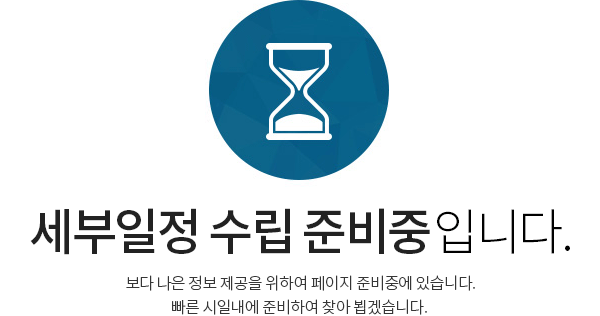 세부일정 수립 준비중입니다.
보다 나은 정보 제공을 위하여 페이지 준비중에 있습니다.
빠른 시일내에 준비하여 찾아 뵙겠습니다.